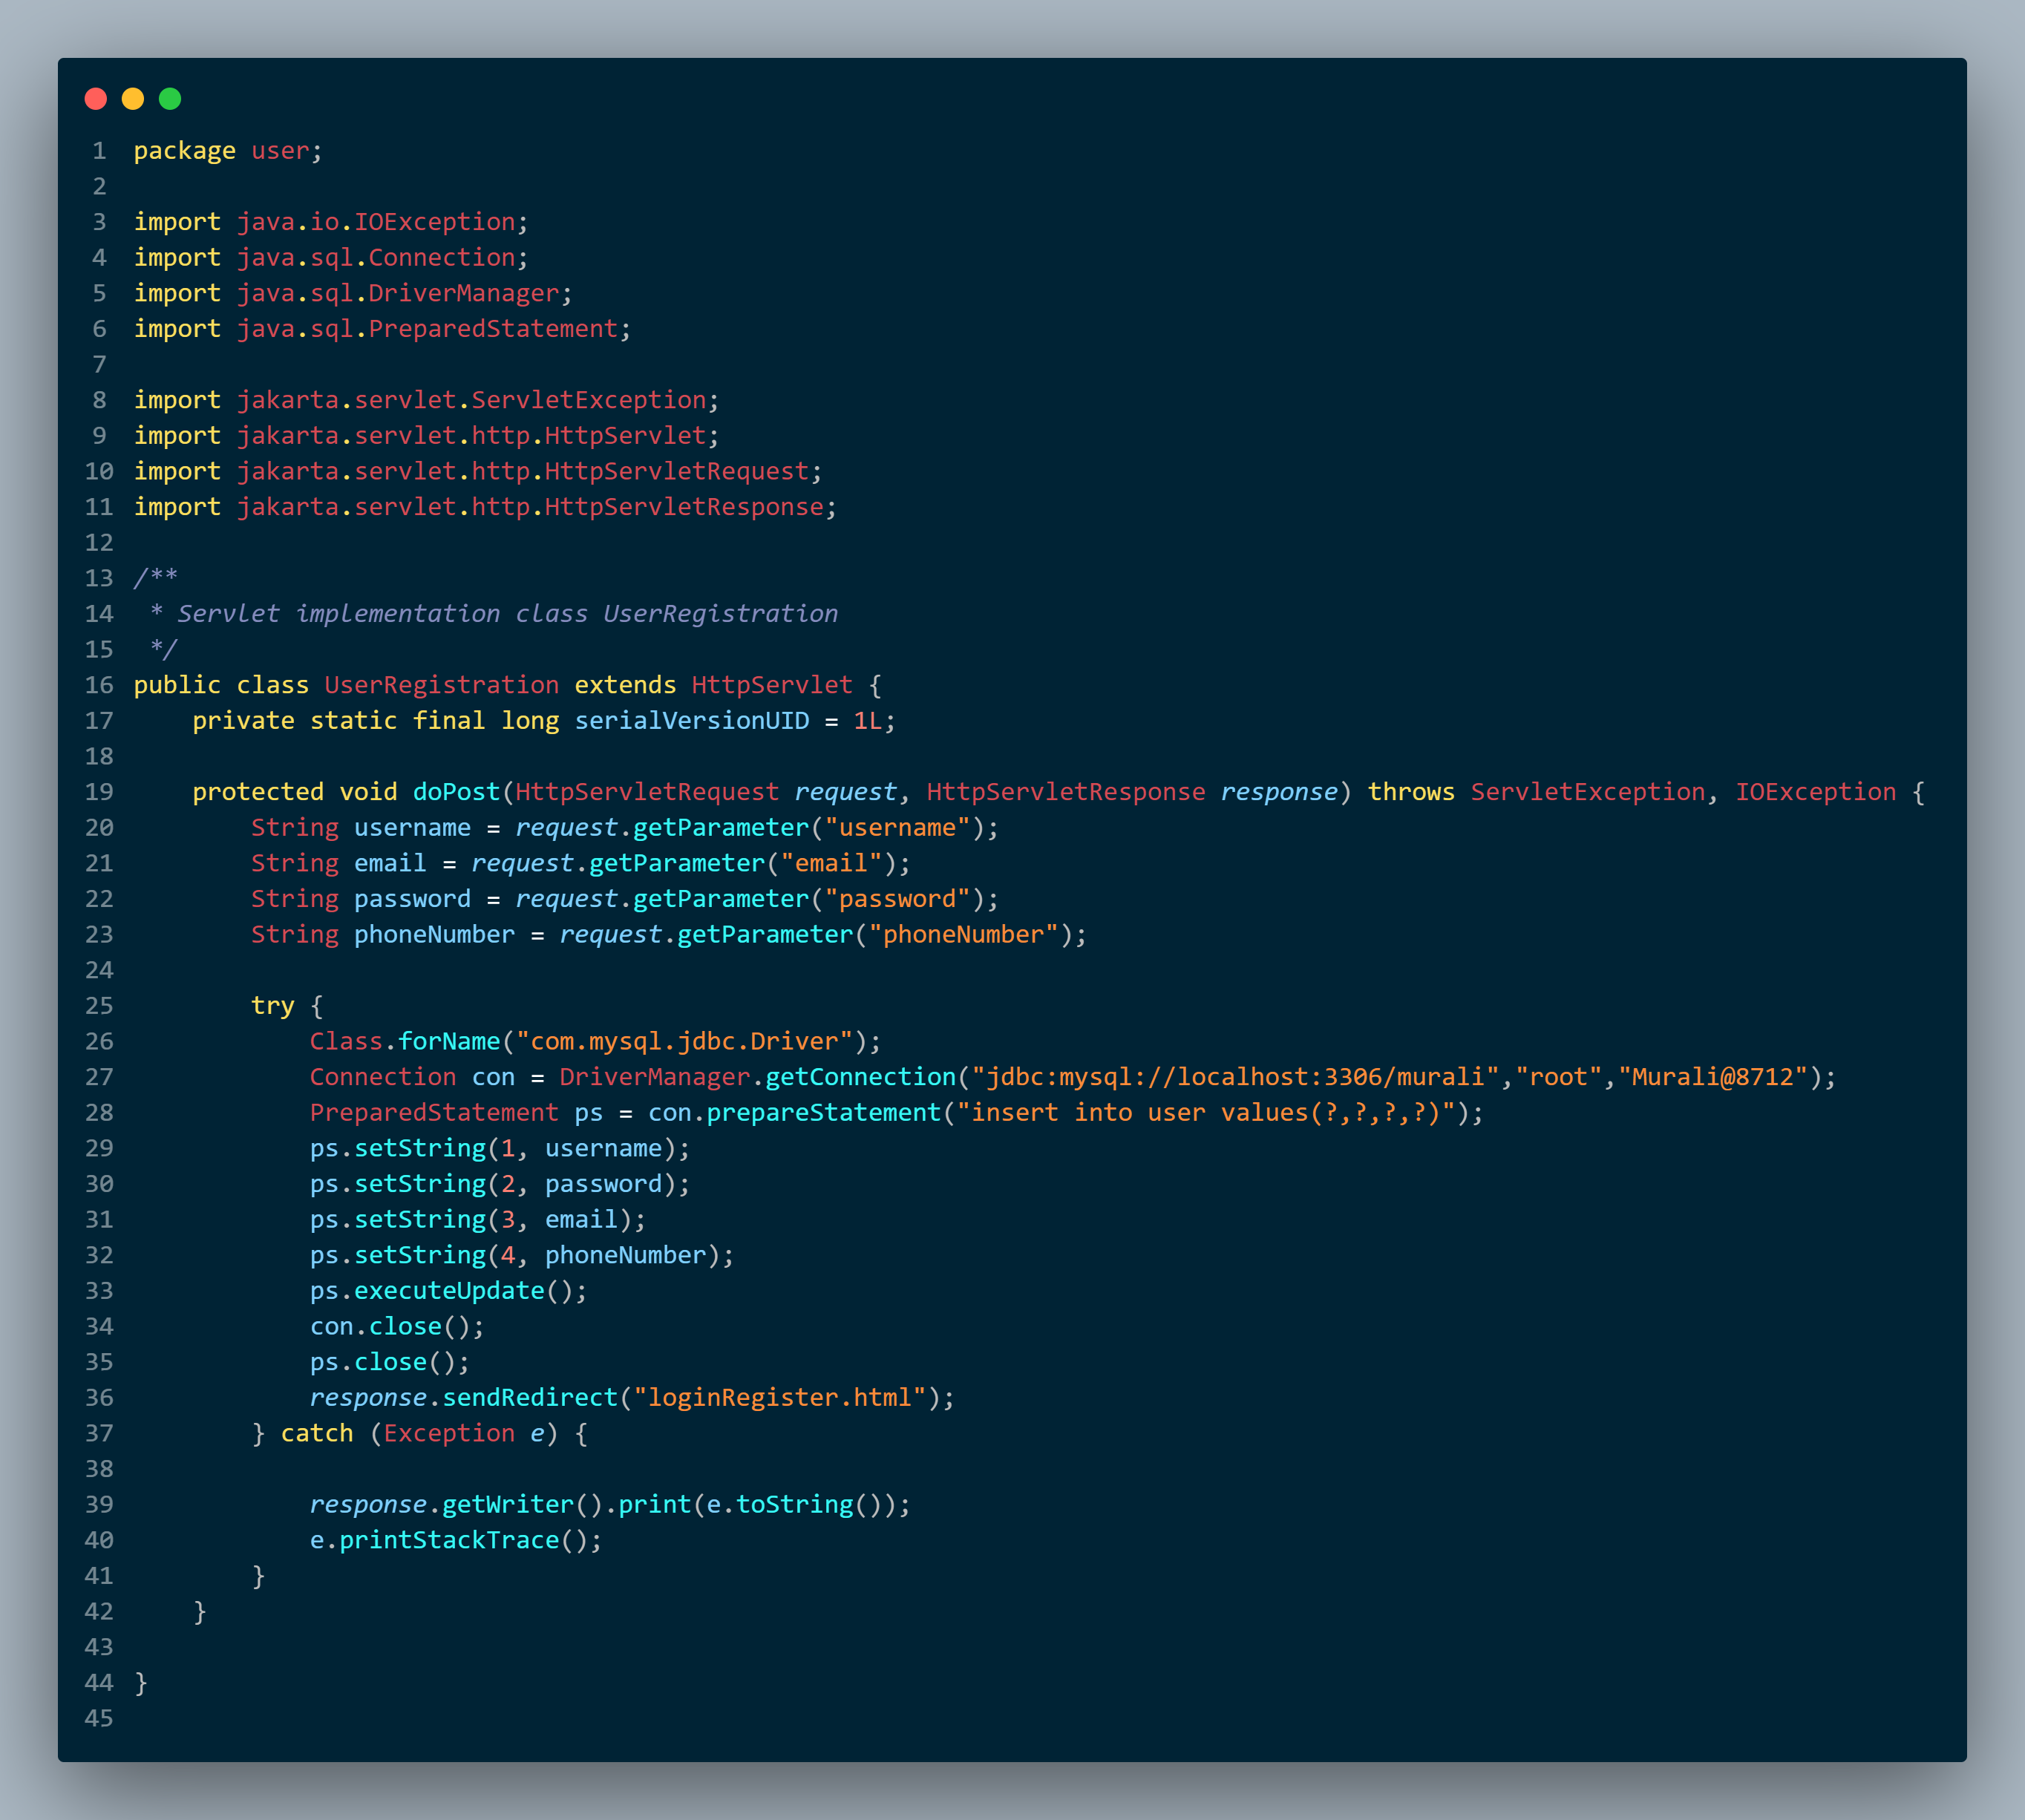 1 package user;
2
3 import java.io.IOException;
4 import java.sql.Connection;
5 import java.sql.DriverManager;
6 import java.sql.PreparedStatement;
7
8 import jakarta.servlet.ServletException;
9 import jakarta.servlet.http.HttpServlet;
10 import jakarta.servlet.http.HttpServletRequest;
11 import jakarta.servlet.http.HttpServletResponse;
12
13 /**
14  * Servlet implementation class UserRegistration
15  */
16 public class UserRegistration extends HttpServlet {
17     private static final long serialVersionUID = 1L;
18
19     protected void doPost(HttpServletRequest request, HttpServletResponse response) throws ServletException, IOException {
20         String username = request.getParameter("username");
21         String email = request.getParameter("email");
22         String password = request.getParameter("password");
23         String phoneNumber = request.getParameter("phoneNumber");
24
25         try {
26             Class.forName("com.mysql.jdbc.Driver");
27             Connection con = DriverManager.getConnection("jdbc:mysql://localhost:3306/murali","root","Murali@8712");
28             PreparedStatement ps = con.prepareStatement("insert into user values(?,?,?,?)");
29             ps.setString(1, username);
30             ps.setString(2, password);
31             ps.setString(3, email);
32             ps.setString(4, phoneNumber);
33             ps.executeUpdate();
34             con.close();
35             ps.close();
36             response.sendRedirect("loginRegister.html");
37         } catch (Exception e) {
38
39             response.getWriter().print(e.toString());
40             e.printStackTrace();
41         }
42     }
43
44 }
45